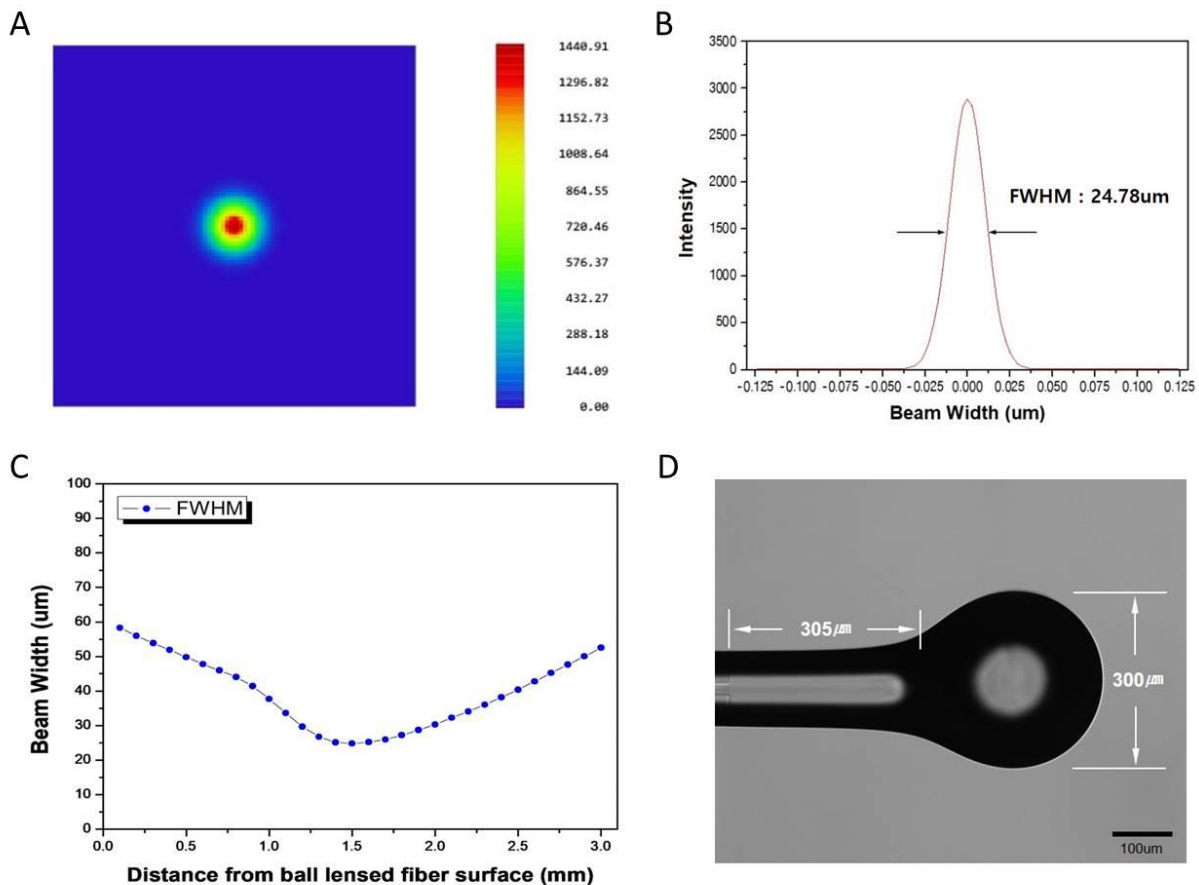 A
1440.91
1296.82
1152.73
1008.64
864.55
720.46
576.37
432.27
288.18
144.09
0.00
B
3500
3000
2500
2000
1500
1000
500
0
Intensity
FWHM : 24.78um
-0.125 -0.100 -0.075 -0.050 -0.025 0.000 0.025 0.050 0.075 0.100 0.125
Beam Width (um)
C
100
90
80
70
60
50
40
30
20
10
0
Beam Width (um)
FWHM
0.0 0.5 1.0 1.5 2.0 2.5 3.0
Distance from ball lensed fiber surface (mm)
D
305㎛
300㎛
100um